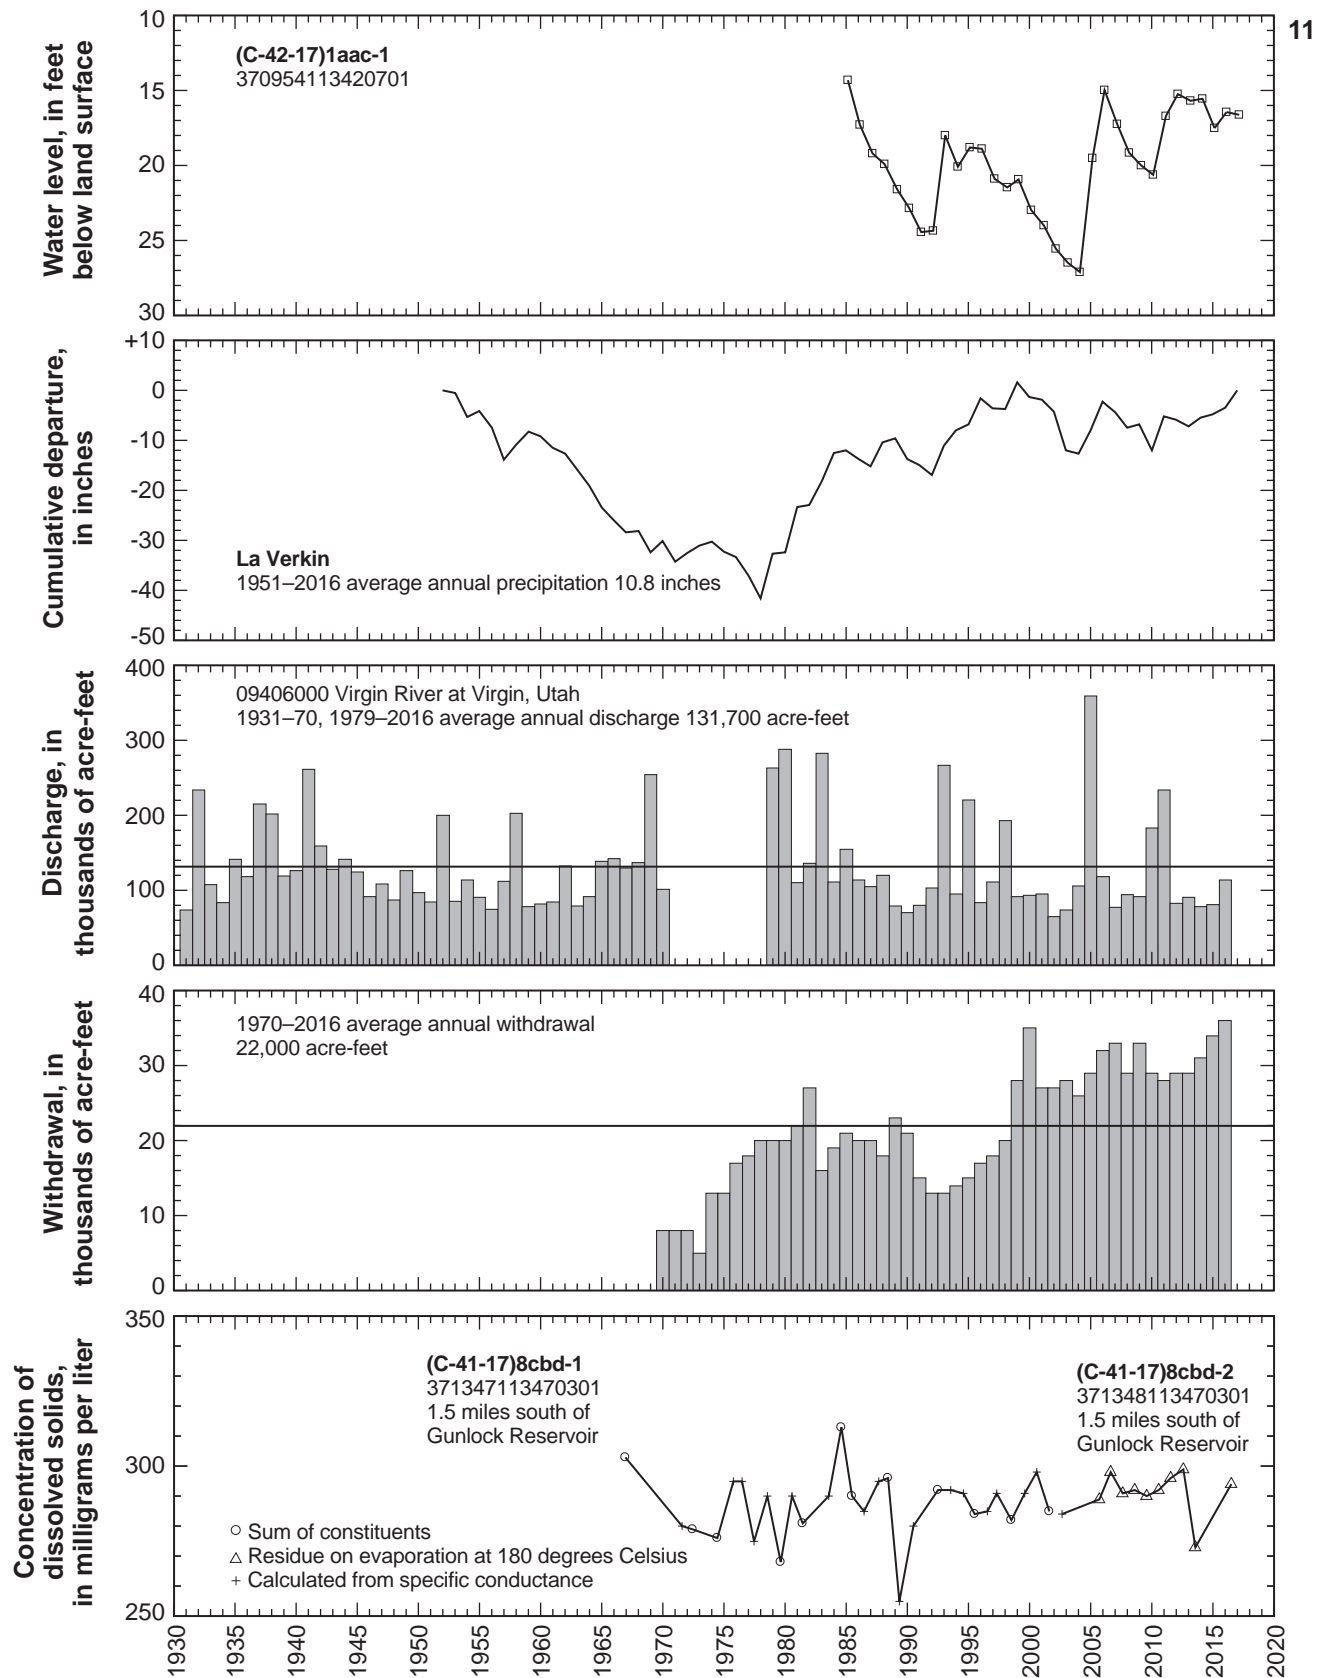 11
Water level, in feet
below land surface
10
15
20
25
30
(C-42-17)1aac-1
370954113420701
Cumulative departure,
in inches
+10
0
-10
-20
-30
-40
-50
La Verkin
1951–2016 average annual precipitation 10.8 inches
Discharge, in
thousands of acre-feet
400
300
200
100
0
09406000 Virgin River at Virgin, Utah
1931–70, 1979–2016 average annual discharge 131,700 acre-feet
Withdrawal, in
thousands of acre-feet
40
30
20
10
0
1970–2016 average annual withdrawal
22,000 acre-feet
Concentration of
dissolved solids,
in milligrams per liter
350
300
250
(C-41-17)8cbd-1
371347113470301
1.5 miles south of
Gunlock Reservoir
(C-41-17)8cbd-2
371348113470301
1.5 miles south of
Gunlock Reservoir
Sum of constituents
Residue on evaporation at 180 degrees Celsius
Calculated from specific conductance
1930
1935
1940
1945
1950
1955
1960
1965
1970
1975
1980
1985
1990
1995
2000
2005
2010
2015
2020